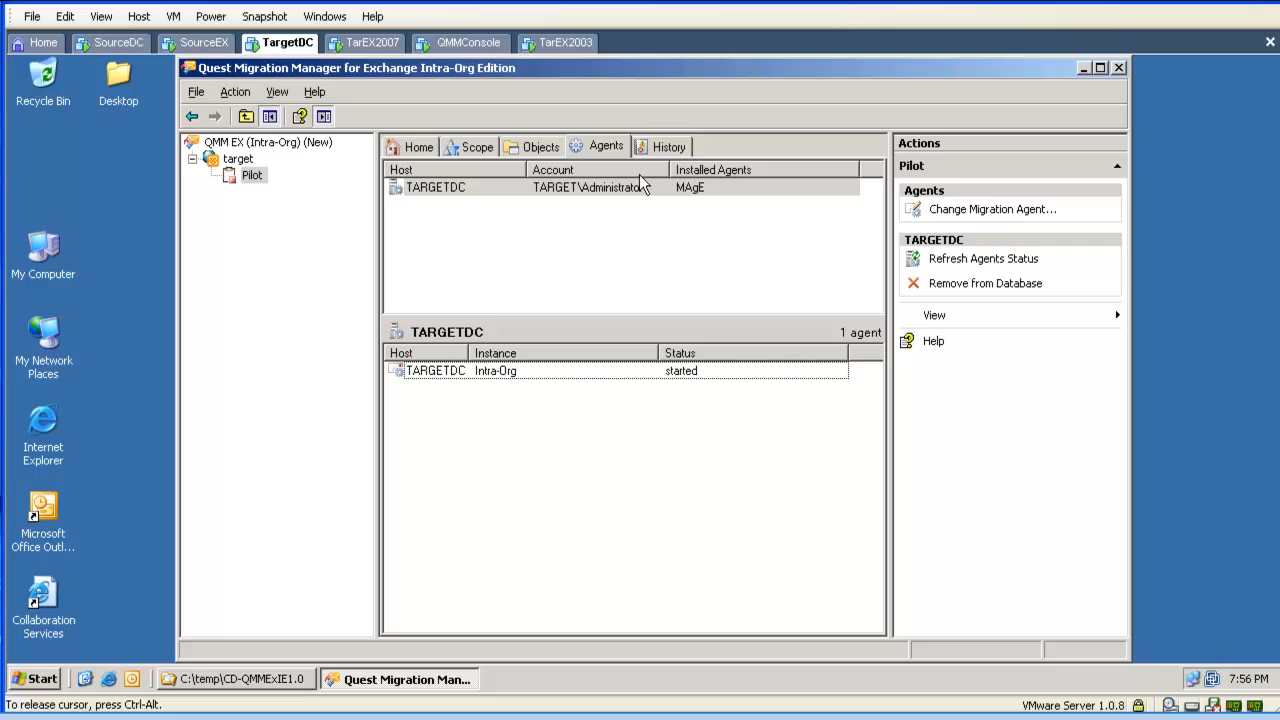 File Edit View Host VM Power Snapshot Windows Help
Home SourceDC SourceEX TargetDC TarEX2007 QMMConsole TarEX2003
Recycle Bin
Desktop
My Computer
My Network
Places
Internet
Explorer
Microsoft
Office Outl...
Collaboration
Services
Quest Migration Manager for Exchange Intra-Org Edition
File Action View Help
QMM EX (Intra-Org) (New)
target
Pilot
Home Scope Objects Agents History
Host Account Installed Agents
TARGETDC TARGET\Administrator MAgE
TARGETDC 1 agent
Host Instance Status
TARGETDC Intra-Org started
Actions
Pilot
Agents
Change Migration Agent...
TARGETDC
Refresh Agents Status
Remove from Database
View
Help
Start C:\temp\CD-QMMExIE1.0 Quest Migration Man... 7:56 PM
To release cursor, press Ctrl-Alt. VMware Server 1.0.8